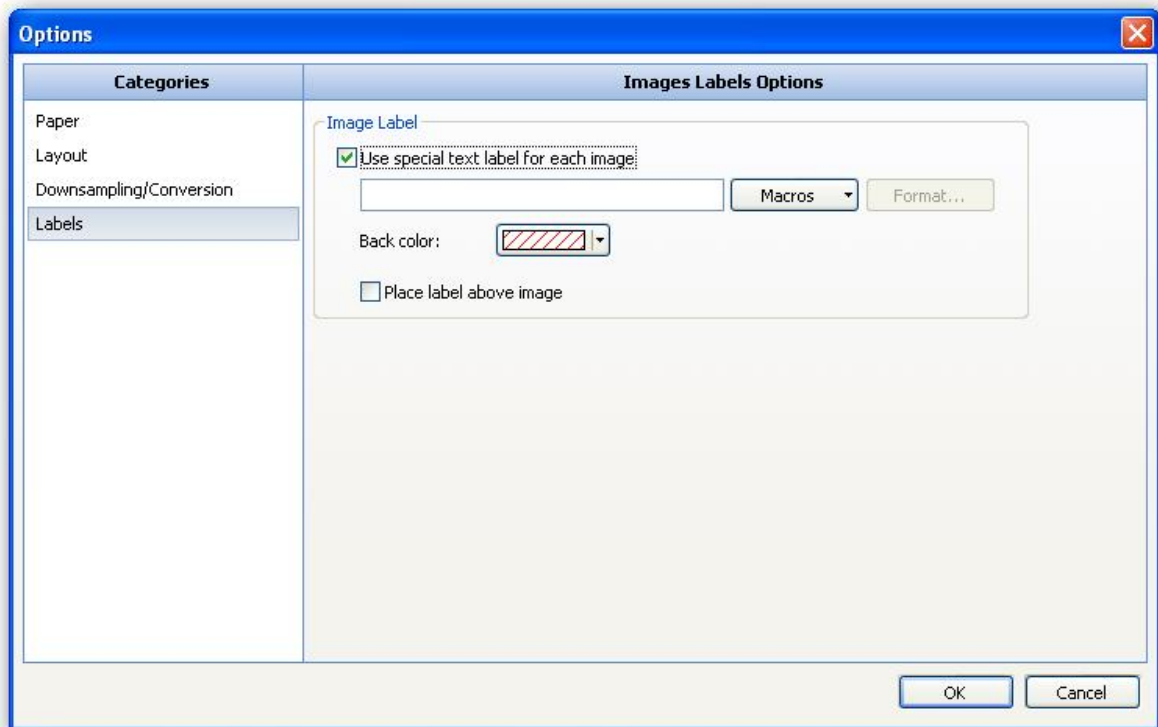 Options
Categories
Images Labels Options
Paper
Layout
Downsampling/Conversion
Labels
Image Label
Use special text label for each image
Macros
Format...
Back color:
Place label above image
OK
Cancel